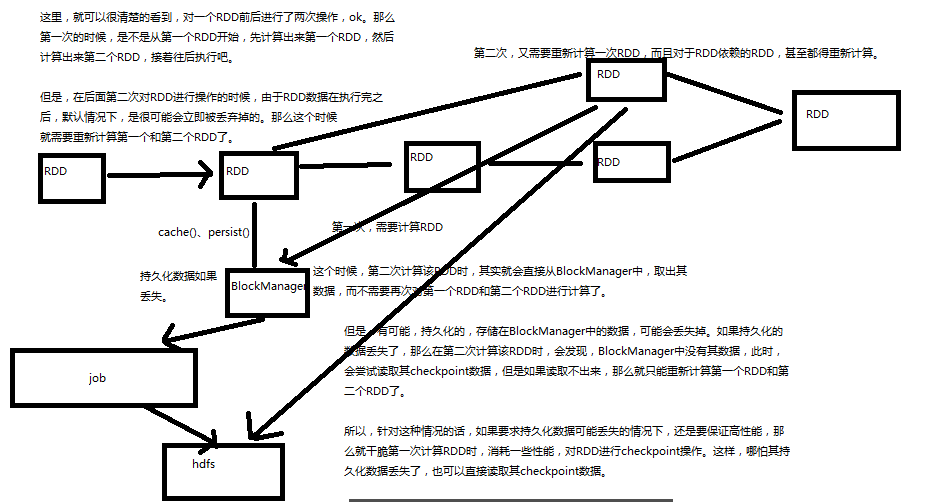 这里，就可以很清楚的看到，对一个RDD前后进行了两次操作，ok。那么
第一次的时候，是不是从第一个RDD开始，先计算出来第一个RDD，然后
计算出来第二个RDD，接着往后执行吧。
第二次，又需要重新计算一次RDD，而且对于RDD依赖的RDD，甚至都得重新计算。
RDD
但是，在后面第二次对RDD进行操作的时候，由于RDD数据在执行完之
后，默认情况下，是很可能会立即被丢弃掉的。那么这个时候
就需要重新计算第一个和第二个RDD了。
RDD
RDD
RDD
RDD
RDD
cache()、persist()
第一次，需要计算RDD
持久化数据如果
丢失。
BlockManager
这个时候，第二次计算该RDD时，其实就会直接从BlockManager中，取出其
数据，而不需要再次对第一个RDD和第二个RDD进行计算了。
但是，有可能，持久化的，存储在BlockManager中的数据，可能会丢失掉。如果持久化的
数据丢失了，那么在第二次计算该RDD时，会发现，BlockManager中没有其数据，此时，
会尝试读取其checkpoint数据，但是如果读取不出来，那么就只能重新计算第一个RDD和第
二个RDD了。
job
所以，针对这种情况的话，如果要求持久化数据可能丢失的情况下，还是要保证高性能，那
么就干脆第一次计算RDD时，消耗一些性能，对RDD进行checkpoint操作。这样，哪怕其持
久化数据丢失了，也可以直接读取其checkpoint数据。
hdfs